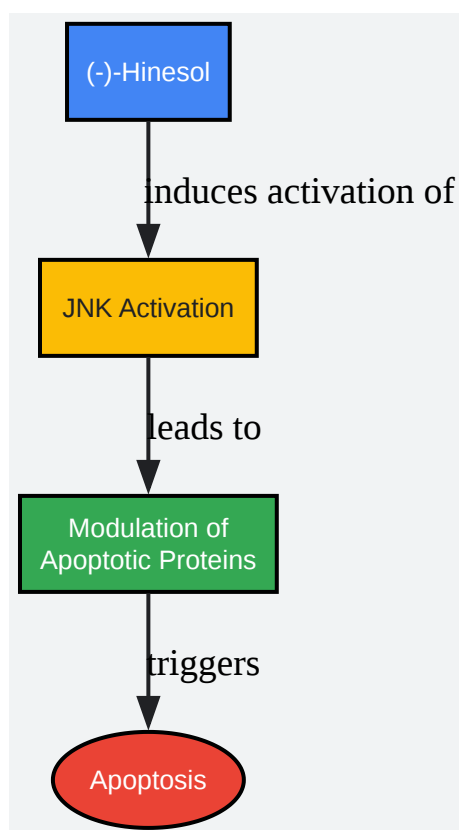 (-)-Hinesol
induces activation of
JNK Activation
leads to
Modulation of
Apoptotic Proteins
triggers
Apoptosis